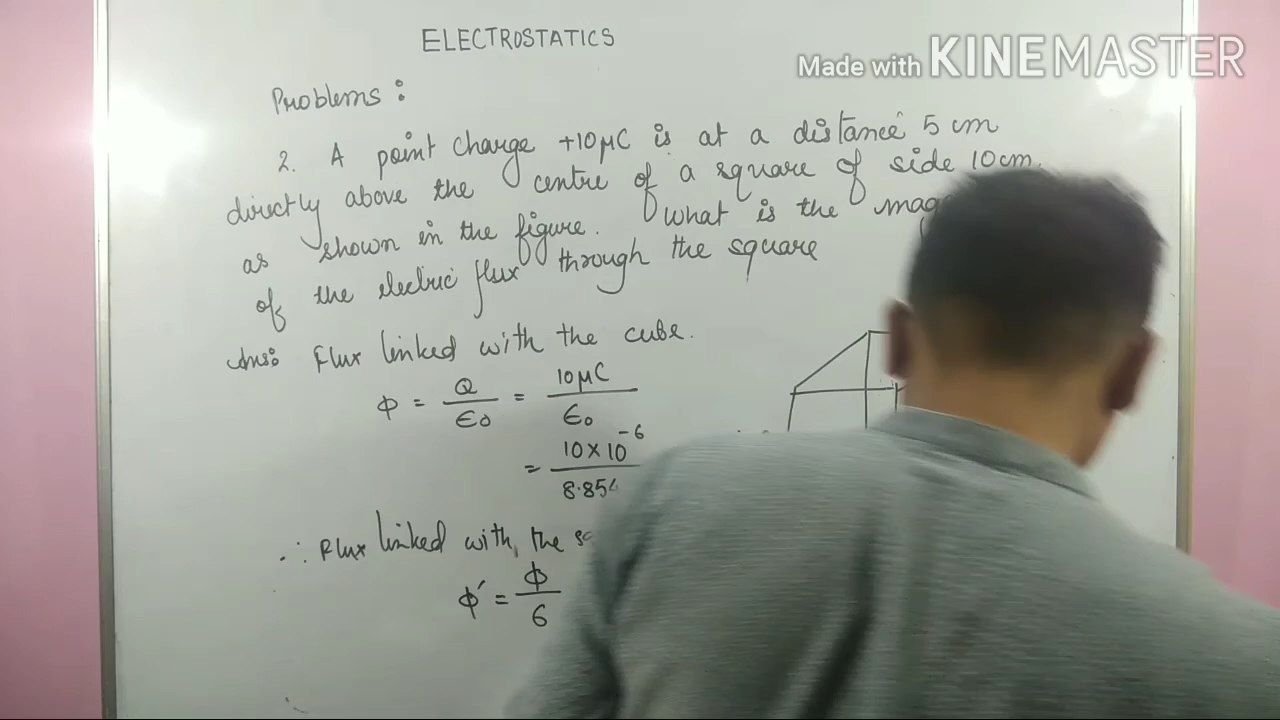 ELECTROSTATICS
Made with KINEMASTER
Problems:
2. A point charge +10μC is at a distance 5 cm
directly above the centre of a square of side 10cm
as shown in the figure. What is the
of the electric flux through the square
Ans: Flux linked with the cube.
φ = Q/ε0 = 10μC/ε0
= 10×10⁻⁶/8.854
∴ Flux linked with the
φ′ = φ/6